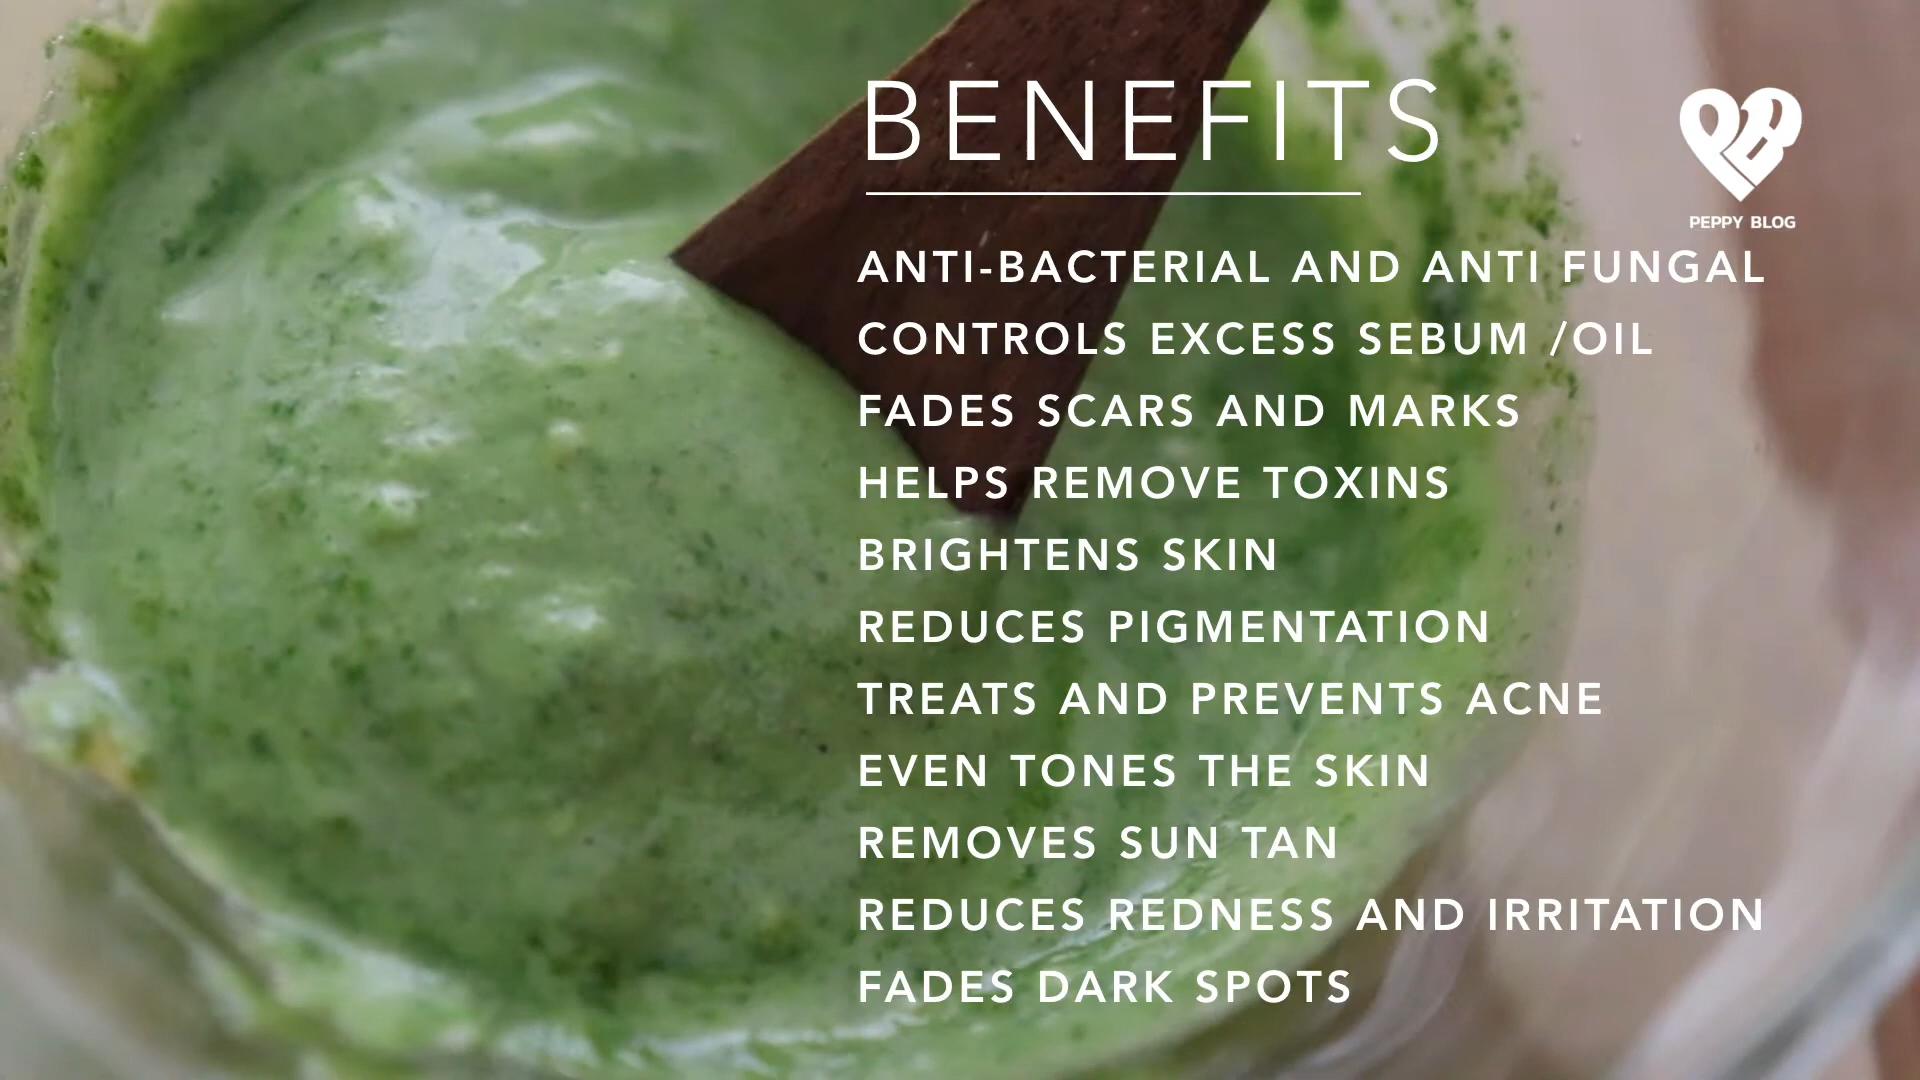 BENEFITS
PEPPY BLOG
ANTI-BACTERIAL AND ANTI FUNGAL
CONTROLS EXCESS SEBUM /OIL
FADES SCARS AND MARKS
HELPS REMOVE TOXINS
BRIGHTENS SKIN
REDUCES PIGMENTATION
TREATS AND PREVENTS ACNE
EVEN TONES THE SKIN
REMOVES SUN TAN
REDUCES REDNESS AND IRRITATION
FADES DARK SPOTS